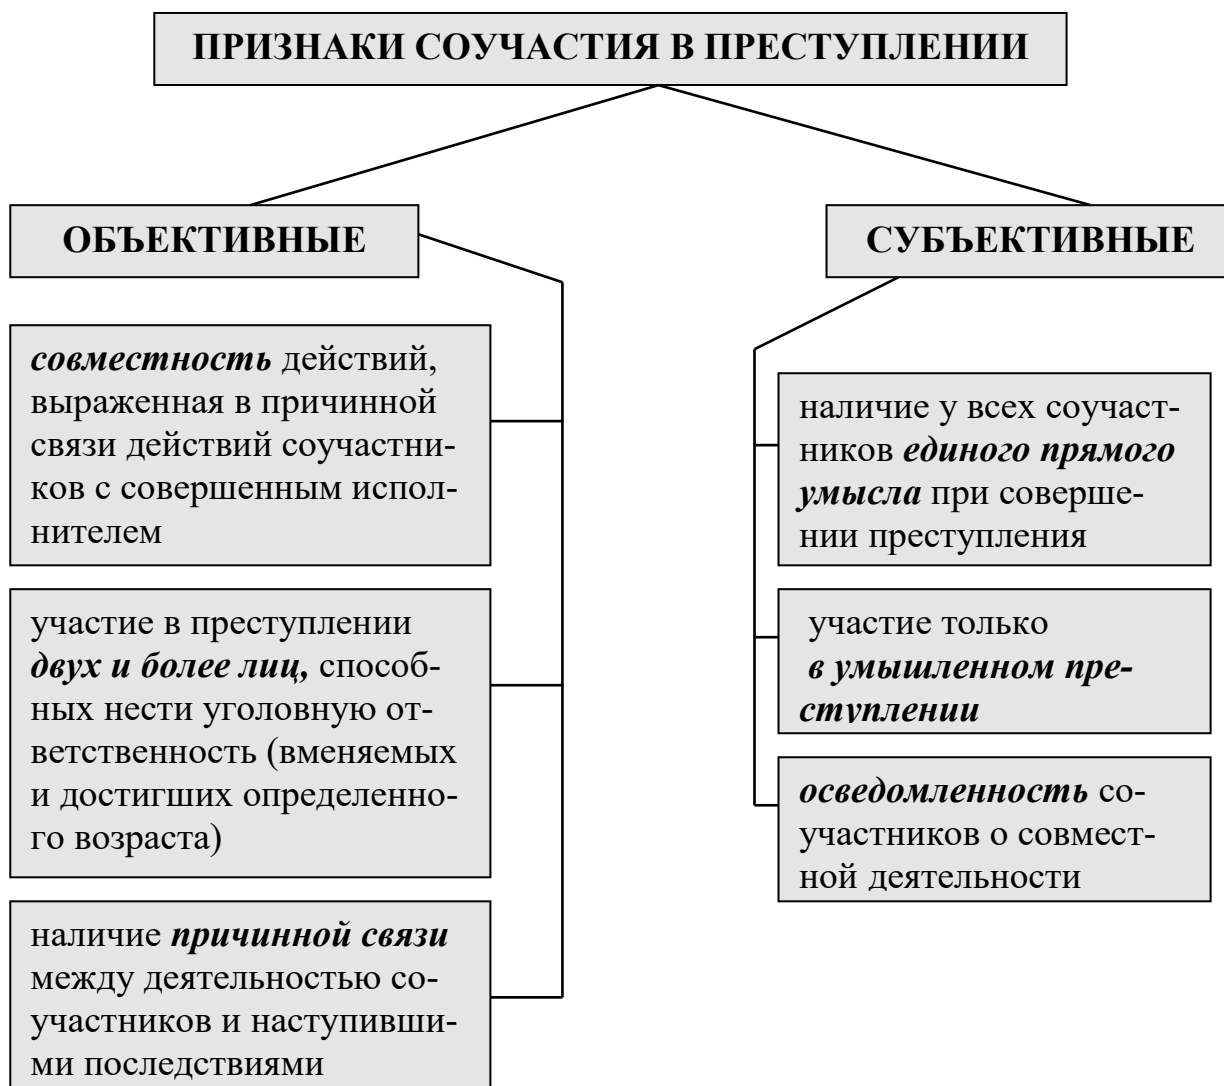 ПРИЗНАКИ СОУЧАСТИЯ В ПРЕСТУПЛЕНИИ
ОБЪЕКТИВНЫЕ
совместность действий,
выраженная в причинной
связи действий соучастни-
ков с совершенным испол-
нителем
участие в преступлении
двух и более лиц, способ-
ных нести уголовную от-
ветственность (вменяемых
и достигших определенно-
го возраста)
наличие причинной связи
между деятельностью со-
участников и наступивши-
ми последствиями
СУБЪЕКТИВНЫЕ
наличие у всех соучаст-
ников единого прямого
умысла при соверше-
нии преступления
участие только
в умышленном пре-
ступлении
осведомленность со-
участников о совмест-
ной деятельности